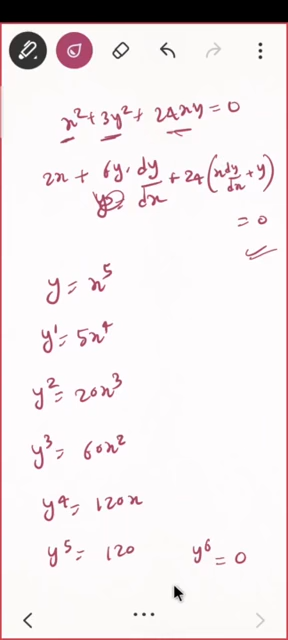 x²+3y²+24xy=0
2x + 6y·dy/dx + 24(x dy/dx + y)
= 0
y = x⁵
y¹= 5x⁴
y²= 20x³
y³= 60x²
y⁴= 120x
y⁵= 120 y⁶ = 0